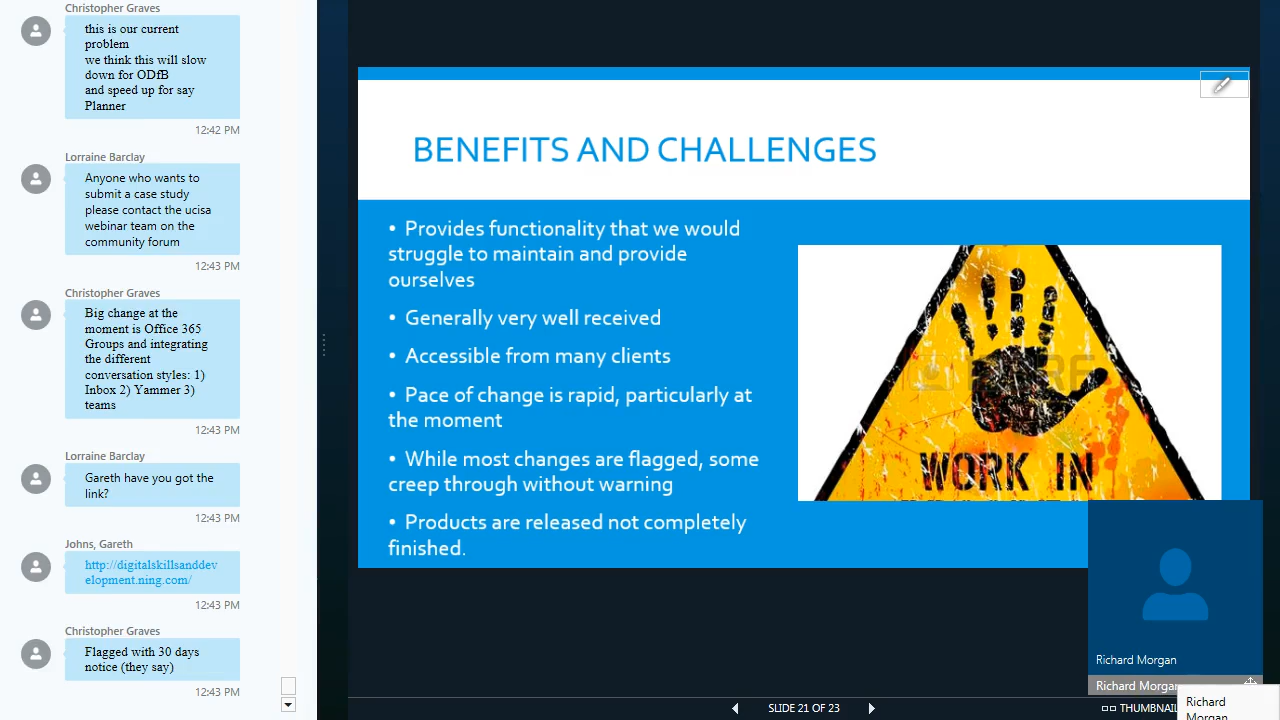 Christopher Graves
this is our current
problem
we think this will slow
down for ODfB
and speed up for say
Planner
12:42 PM
Lorraine Barclay
Anyone who wants to
submit a case study
please contact the ucisa
webinar team on the
community forum
12:43 PM
Christopher Graves
Big change at the
moment is Office 365
Groups and integrating
the different
conversation styles: 1)
Inbox 2) Yammer 3)
teams
12:43 PM
Lorraine Barclay
Gareth have you got the
link?
12:43 PM
Johns, Gareth
http://digitalskillsanddev
elopment.ning.com/
12:43 PM
Christopher Graves
Flagged with 30 days
notice (they say)
12:43 PM
BENEFITS AND CHALLENGES
• Provides functionality that we would
struggle to maintain and provide
ourselves
• Generally very well received
• Accessible from many clients
• Pace of change is rapid, particularly at
the moment
• While most changes are flagged, some
creep through without warning
• Products are released not completely
finished.
WORK IN
Richard Morgan
Richard Morgan
Richard
Morgan
SLIDE 21 OF 23